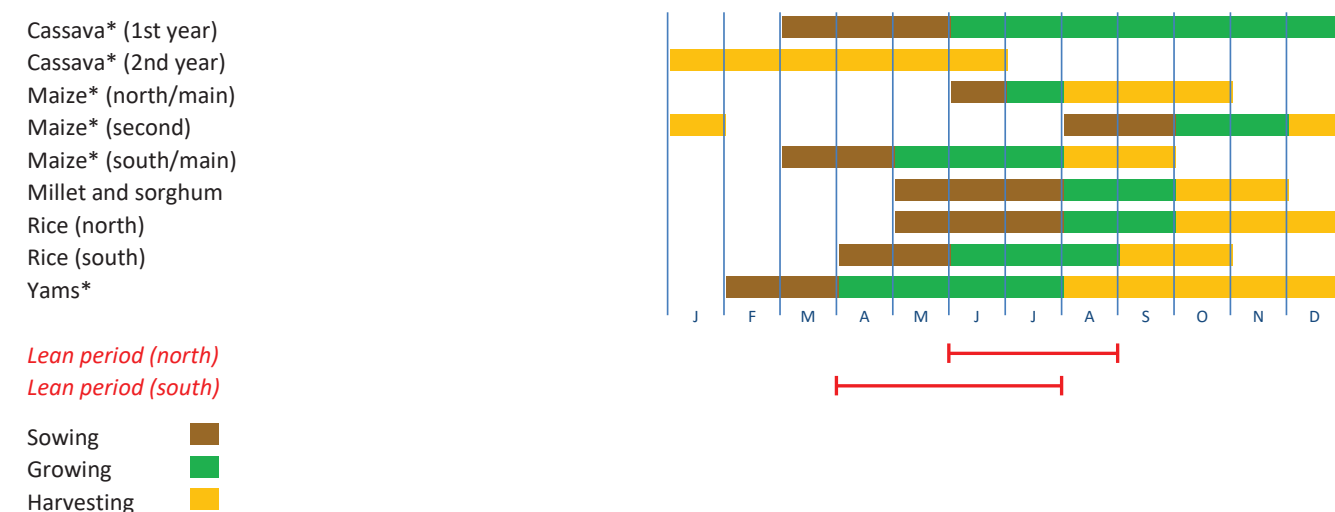 Cassava* (1st year)
Cassava* (2nd year)
Maize* (north/main)
Maize* (second)
Maize* (south/main)
Millet and sorghum
Rice (north)
Rice (south)
Yams*
J F M A M J J A S O N D
Lean period (north)
Lean period (south)
Sowing
Growing
Harvesting